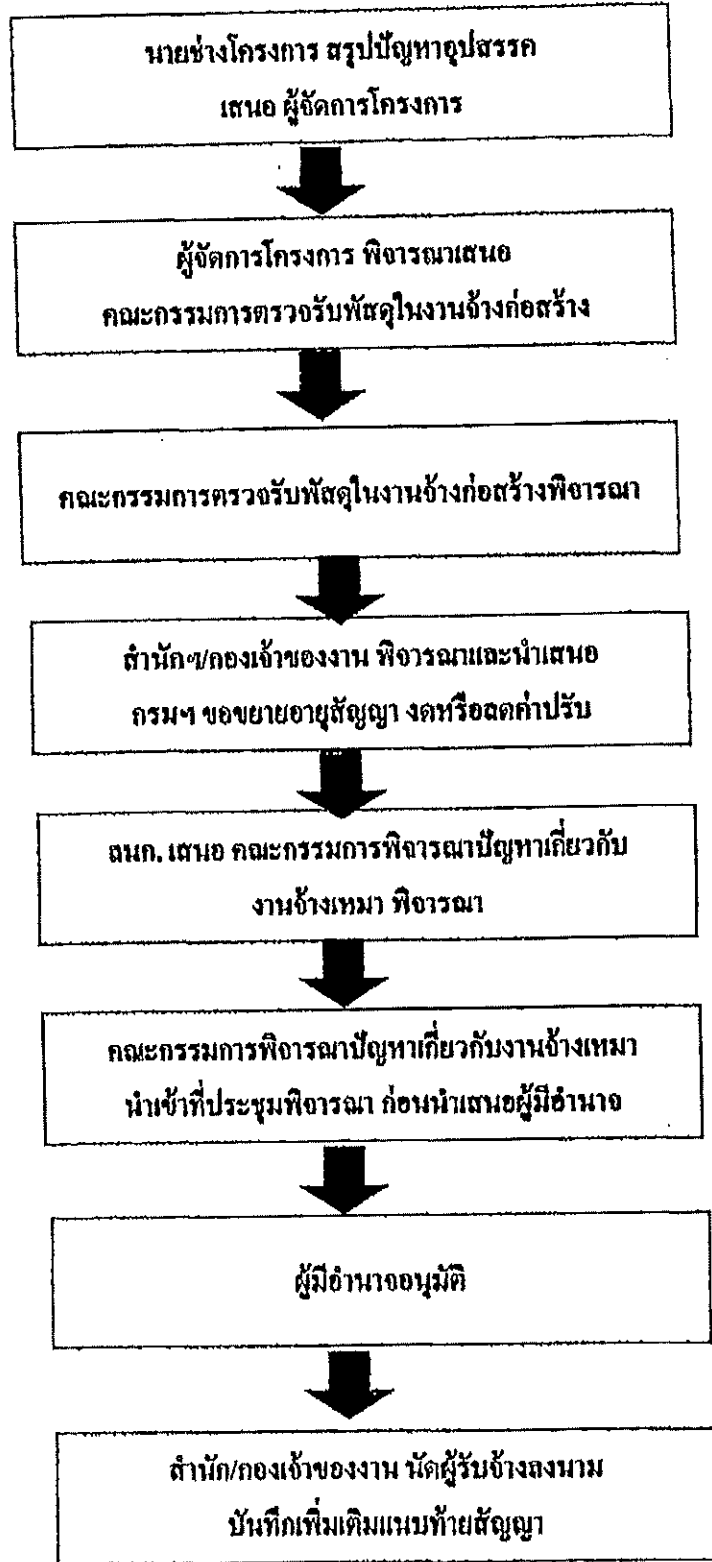 นายช่างโครงการ สรุปปัญหาอุปสรรค
เสนอ ผู้จัดการโครงการ
ผู้จัดการโครงการ พิจารณาเสนอ
คณะกรรมการตรวจรับพัสดุในงานจ้างก่อสร้าง
คณะกรรมการตรวจรับพัสดุในงานจ้างก่อสร้างพิจารณา
สำนักฯ/กองเจ้าของงาน พิจารณาและนำเสนอ
กรมฯ ขอขยายอายุสัญญา งดหรือลดค่าปรับ
สนก. เสนอ คณะกรรมการพิจารณาปัญหาเกี่ยวกับ
งานจ้างเหมา พิจารณา
คณะกรรมการพิจารณาปัญหาเกี่ยวกับงานจ้างเหมา
นำเข้าที่ประชุมพิจารณา ก่อนนำเสนอผู้มีอำนาจ
ผู้มีอำนาจอนุมัติ
สำนัก/กองเจ้าของงาน นัดผู้รับจ้างลงนาม
บันทึกเพิ่มเติมแนบท้ายสัญญา